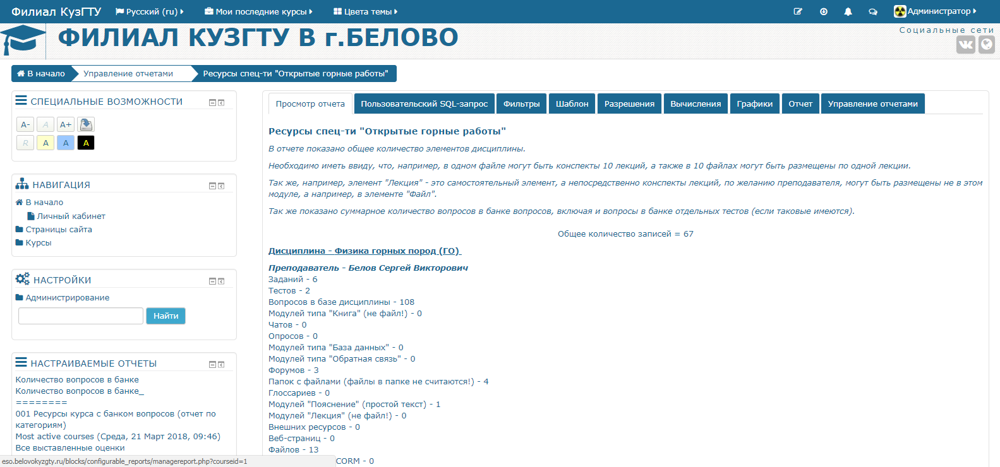 Филиал КузГТУ Русский (ru) Мои последние курсы Цвета темы Администратор
ФИЛИАЛ КУЗГТУ В г.БЕЛОВО
Социальные сети
В начало Управление отчетами Ресурсы спец-ти "Открытые горные работы"
СПЕЦИАЛЬНЫЕ ВОЗМОЖНОСТИ
A- A A+
R A A A
НАВИГАЦИЯ
В начало
Личный кабинет
Страницы сайта
Курсы
НАСТРОЙКИ
Администрирование
Найти
НАСТРАИВАЕМЫЕ ОТЧЕТЫ
Количество вопросов в банке
Количество вопросов в банке_
========
001 Ресурсы курса с банком вопросов (отчет по
категориям)
Most active courses (Среда, 21 Март 2018, 09:46)
Все выставленные оценки
Просмотр отчета Пользовательский SQL-запрос Фильтры Шаблон Разрешения Вычисления Графики Отчет Управление отчетами
Ресурсы спец-ти "Открытые горные работы"
В отчете показано общее количество элементов дисциплины.
Необходимо иметь ввиду, что, например, в одном файле могут быть конспекты 10 лекций, а также в 10 файлах могут быть размещены по одной лекции.
Так же, например, элемент "Лекция" - это самостоятельный элемент, а непосредственно конспекты лекций, по желанию преподавателя, могут быть размещены не в этом
модуле, а например, в элементе "Файл".
Так же показано суммарное количество вопросов в банке вопросов, включая и вопросы в банке отдельных тестов (если таковые имеются).
Общее количество записей = 67
Дисциплина - Физика горных пород (ГО)
Преподаватель - Белов Сергей Викторович
Заданий - 6
Тестов - 2
Вопросов в базе дисциплины - 108
Модулей типа "Книга" (не файл!) - 0
Чатов - 0
Опросов - 0
Модулей типа "База данных" - 0
Модулей типа "Обратная связь" - 0
Форумов - 3
Папок с файлами (файлы в папке не считаются!) - 4
Глоссариев - 0
Модулей "Пояснение" (простой текст) - 1
Модулей "Лекция" (не файл!) - 0
Внешних ресурсов - 0
Веб-страниц - 0
Файлов - 13
CORM - 0
eso.belovokyzgty.ru/blocks/configurable_reports/managereport.php?courseid=1